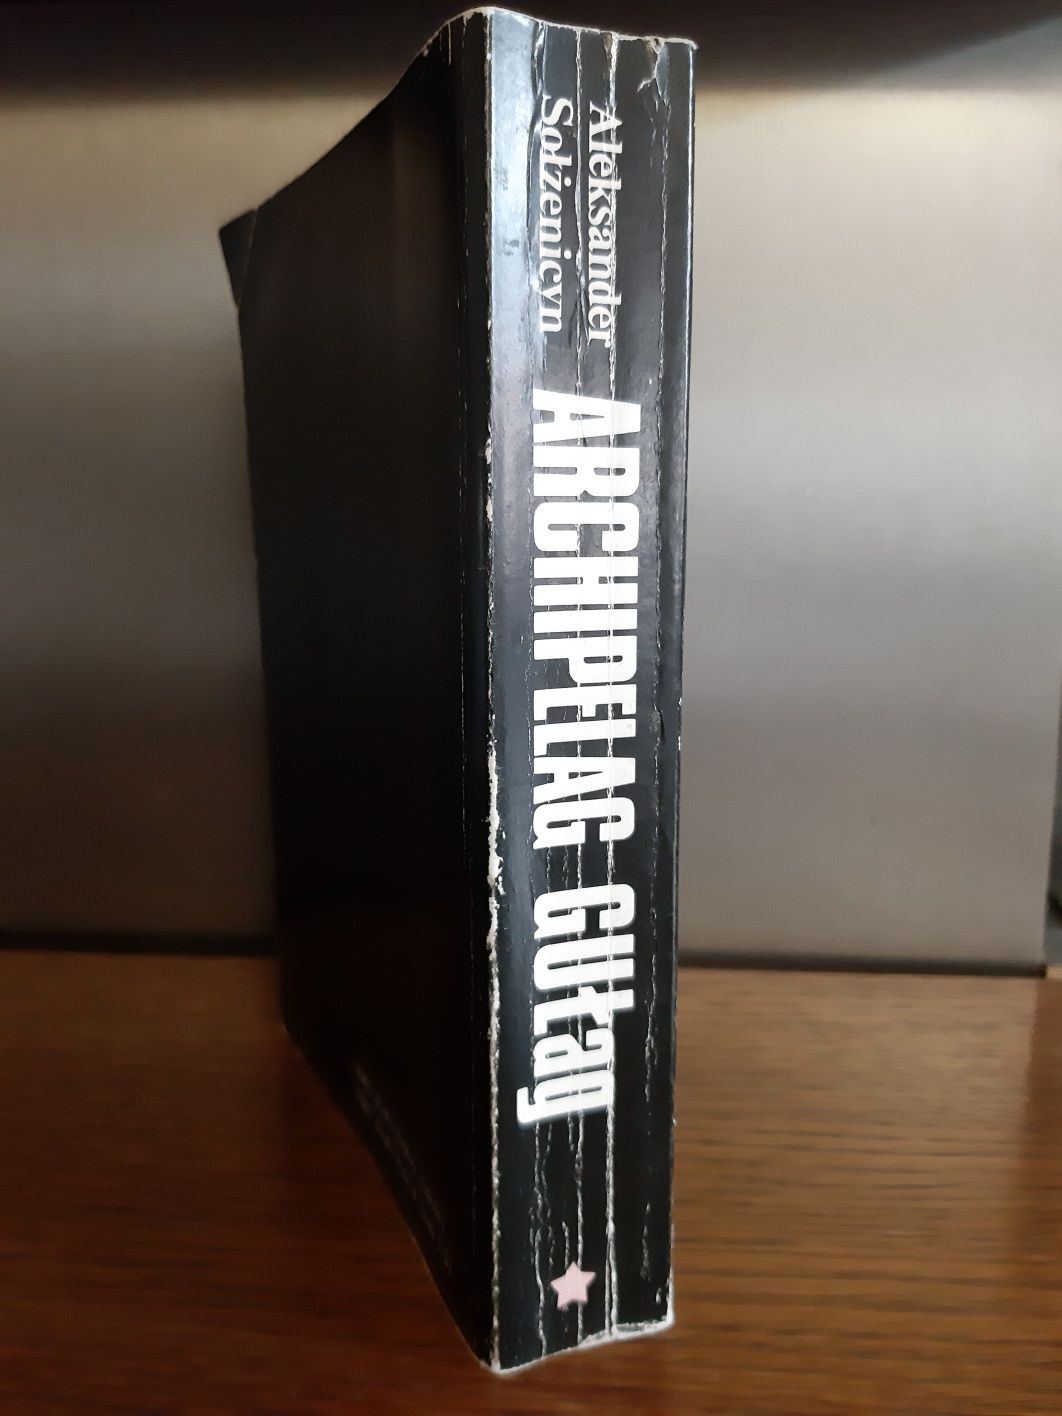 Aleksander
Sołżenicyn
ARCHIPELAG GUłag